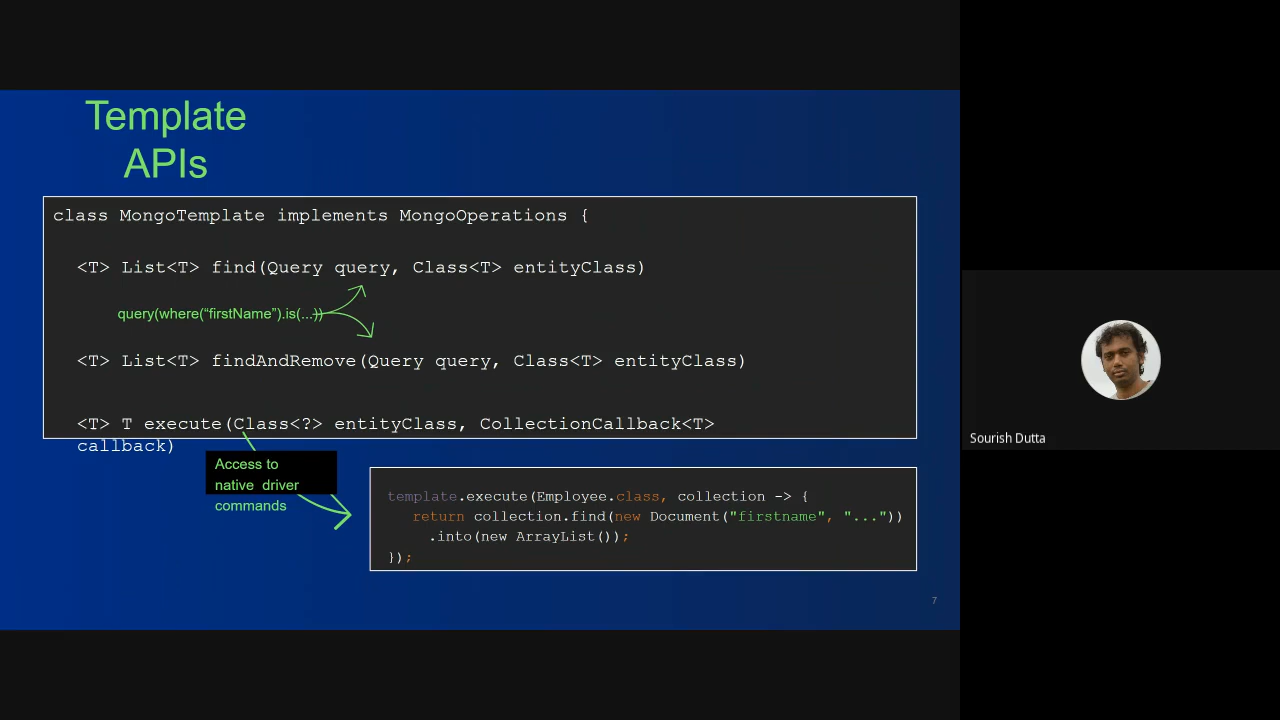 Template
APIs
class MongoTemplate implements MongoOperations {
<T> List<T> find(Query query, Class<T> entityClass)
query(where(“firstName”).is(...))
<T> List<T> findAndRemove(Query query, Class<T> entityClass)
<T> T execute(Class<?> entityClass, CollectionCallback<T>
callback)
Access to
native driver
commands
template.execute(Employee.class, collection -> {
return collection.find(new Document("firstname", "..."))
.into(new ArrayList());
});
7
Sourish Dutta